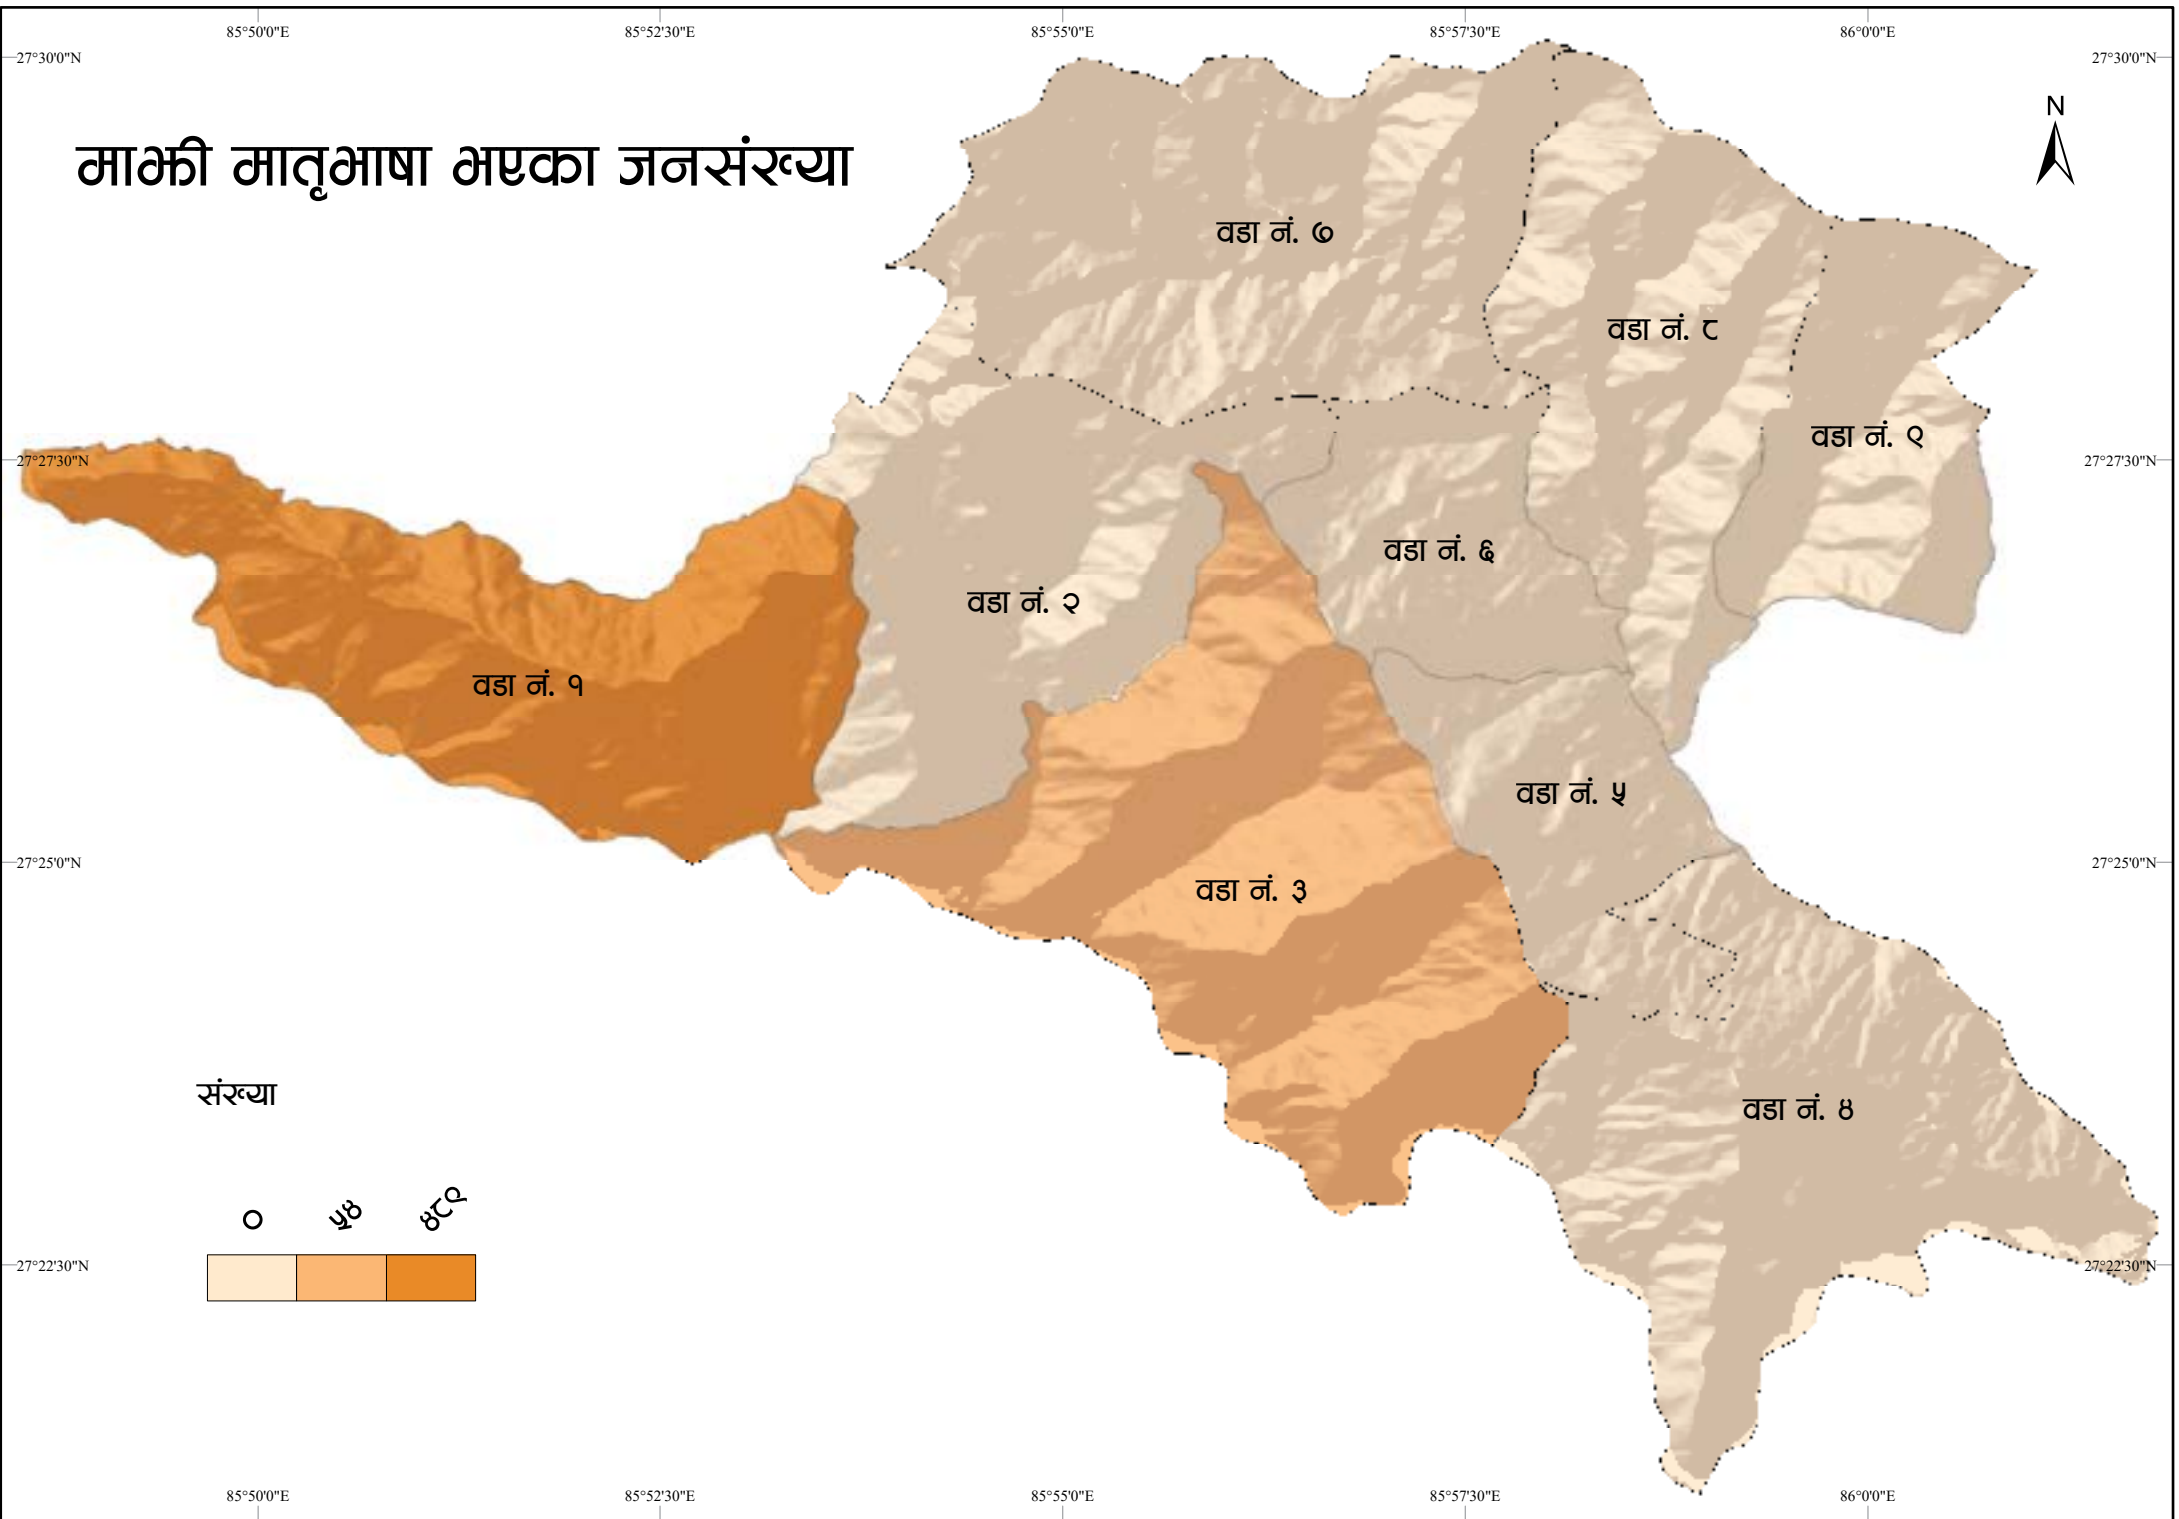 85°50'0"E 85°52'30"E 85°55'0"E 85°57'30"E 86°0'0"E
27°30'0"N 27°30'0"N
N
माझी मातृभाषा भएका जनसंख्या
वडा नं. ७
वडा नं. ८
वडा नं. ९
27°27'30"N 27°27'30"N
वडा नं. ६
वडा नं. २
वडा नं. १
वडा नं. ५
27°25'0"N 27°25'0"N
वडा नं. ३
संख्या
वडा नं. ४
० ५४ ४८९
27°22'30"N 27°22'30"N
85°50'0"E 85°52'30"E 85°55'0"E 85°57'30"E 86°0'0"E